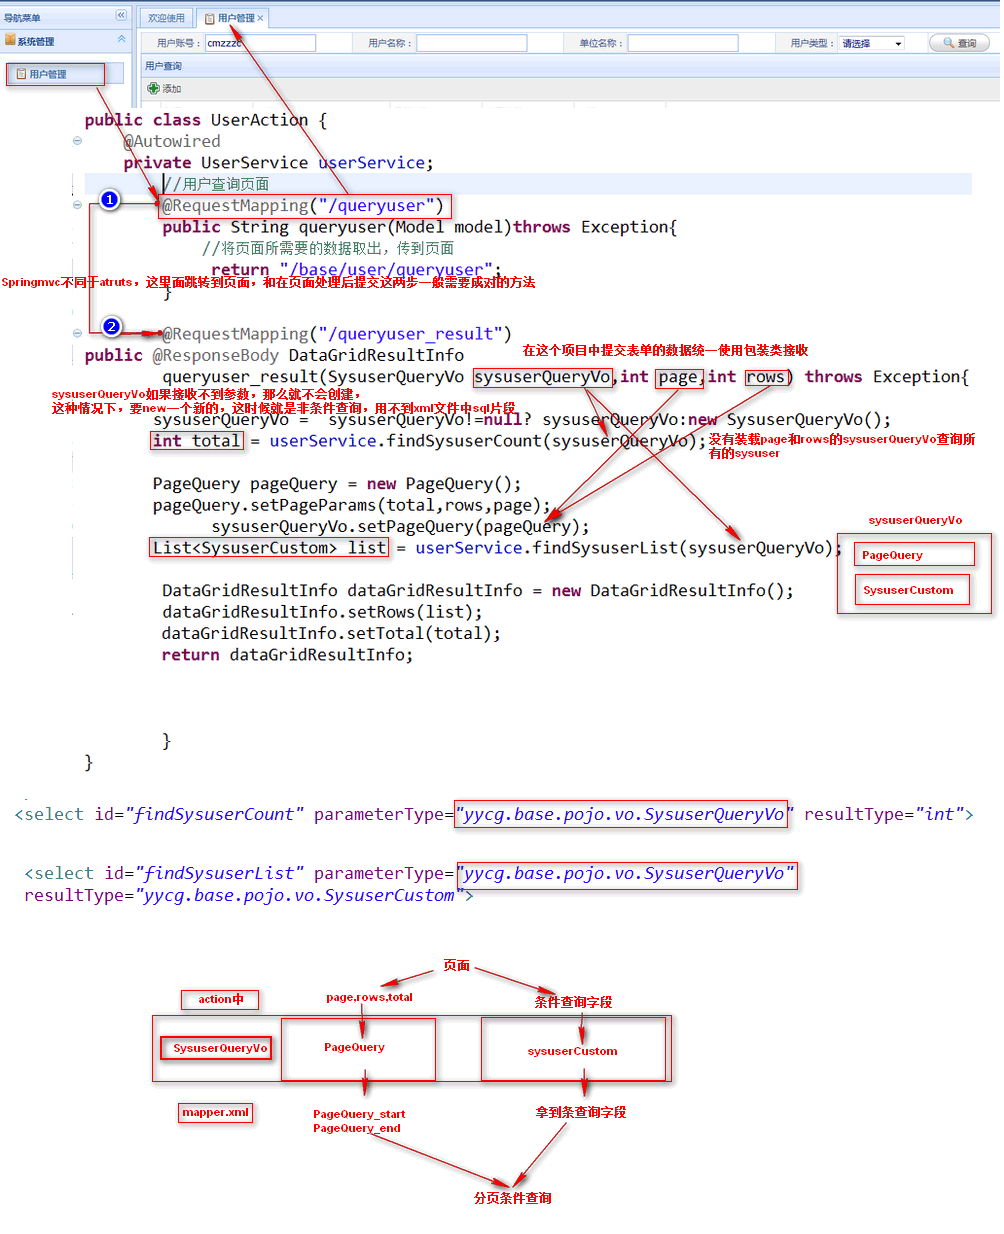 导航菜单
欢迎使用
用户管理
系统管理
用户账号：
cmzzzc
用户名称：
单位名称：
用户类型：
请选择
查询
用户管理
用户查询
添加
public class UserAction {
@Autowired
private UserService userService;
//用户查询页面
1
@RequestMapping("/queryuser")
public String queryuser(Model model)throws Exception{
//将页面所需要的数据取出，传到页面
return "/base/user/queryuser";
Springmvc不同于atruts，这里面跳转到页面，和在页面处理后提交这两步一般需要成对的方法
}
2
@RequestMapping("/queryuser_result")
public @ResponseBody DataGridResultInfo
在这个项目中提交表单的数据统一使用包装类接收
queryuser_result(SysuserQueryVo sysuserQueryVo,int page,int rows) throws Exception{
sysuserQueryVo如果接收不到参数，那么就不会创建，
这种情况下，要new一个新的，这时候就是非条件查询，用不到xml文件中sql片段
sysuserQueryVo = sysuserQueryVo!=null? sysuserQueryVo:new SysuserQueryVo();
int total = userService.findSysuserCount(sysuserQueryVo);
没有装载page和rows的sysuserQueryVo查询所
有的sysuser
PageQuery pageQuery = new PageQuery();
pageQuery.setPageParams(total,rows,page);
sysuserQueryVo.setPageQuery(pageQuery);
List<SysuserCustom> list = userService.findSysuserList(sysuserQueryVo);
sysuserQueryVo
PageQuery
SysuserCustom
DataGridResultInfo dataGridResultInfo = new DataGridResultInfo();
dataGridResultInfo.setRows(list);
dataGridResultInfo.setTotal(total);
return dataGridResultInfo;
}
}
<select id="findSysuserCount" parameterType="yycg.base.pojo.vo.SysuserQueryVo" resultType="int">
<select id="findSysuserList" parameterType="yycg.base.pojo.vo.SysuserQueryVo"
resultType="yycg.base.pojo.vo.SysuserCustom">
页面
action中
page,rows,total
条件查询字段
SysuserQueryVo
PageQuery
sysuserCustom
mapper.xml
PageQuery_start
PageQuery_end
拿到条查询字段
分页条件查询